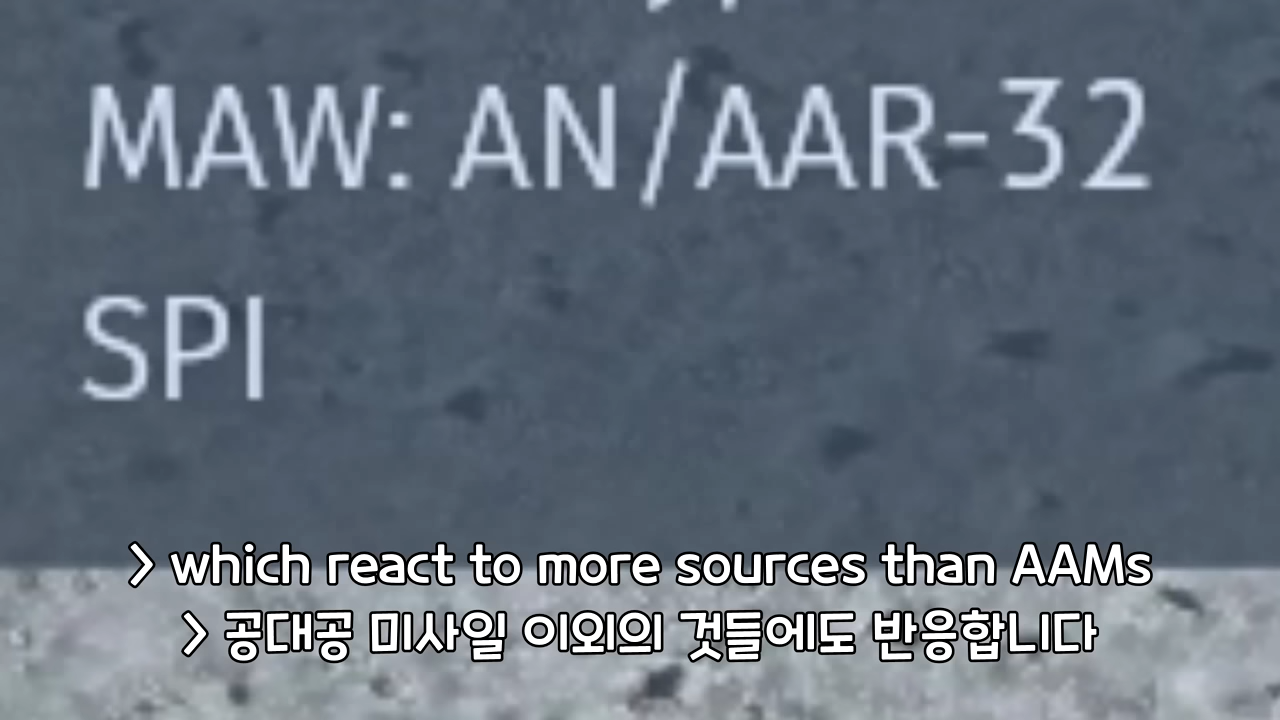 MAW: AN/AAR-32
SPI
> which react to more sources than AAMs
> 공대공 미사일 이외의 것들에도 반응합니다